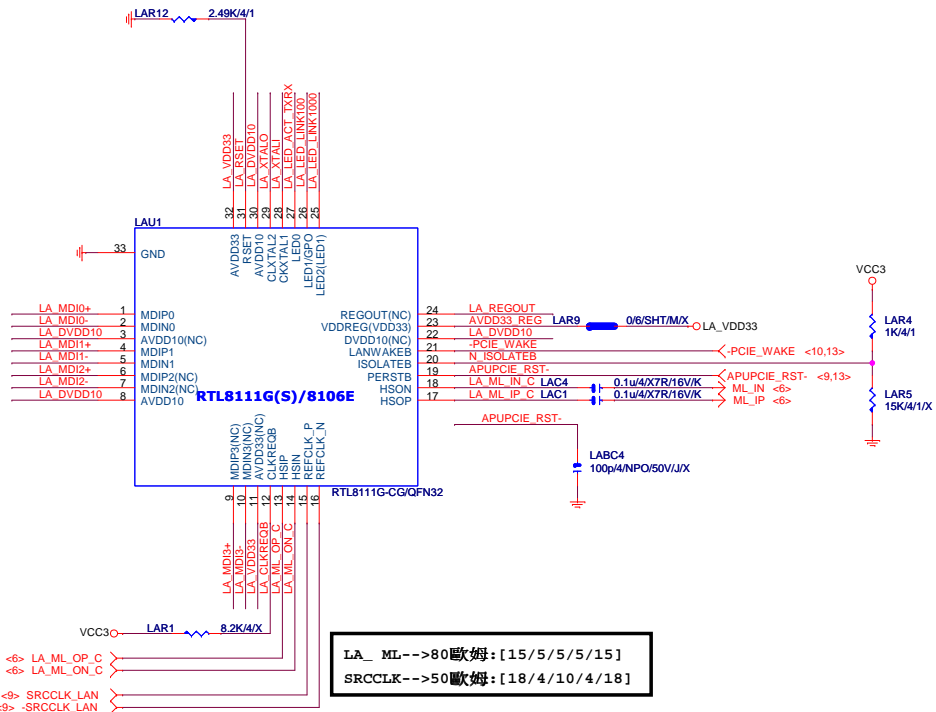 LAR12 2.49K/4/1
LA_VDD33
LA_RSET
LA_DVDD10
LA_XTALO
LA_XTALI
LA_LED_ACT_TXRX
LA_LED_LINK100
LA_LED_LINK1000
32 31 30 29 28 27 26 25
LAU1
AVDD33
RSET
AVDD10
CLXTAL2
CKXTAL1
LED0
LED1/GPO
LED2(LED1)
33 GND
LA_MDI0+ 1 MDIP0
LA_MDI0- 2 MDIN0
LA_DVDD10 3 AVDD10(NC)
LA_MDI1+ 4 MDIP1
LA_MDI1- 5 MDIN1
LA_MDI2+ 6 MDIP2(NC)
LA_MDI2- 7 MDIN2(NC)
LA_DVDD10 8 AVDD10
RTL8111G(S)/8106E
REGOUT(NC) 24 LA_REGOUT
VDDREG(VDD33) 23 AVDD33_REG LAR9 0/6/SHT/M/X LA_VDD33
DVDD10(NC) 22 LA_DVDD10
LANWAKEB 21 -PCIE_WAKE -PCIE_WAKE <10,13>
ISOLATEB 20 N_ISOLATEB
PERSTB 19 APUPCIE_RST- APUPCIE_RST- <9,13>
HSON 18 LA_ML_IN_C LAC4 0.1u/4/X7R/16V/K ML_IN <6>
HSOP 17 LA_ML_IP_C LAC1 0.1u/4/X7R/16V/K ML_IP <6>
VCC3
LAR4
1K/4/1
LAR5
15K/4/1/X
APUPCIE_RST-
LABC4
100p/4/NPO/50V/J/X
MDIP3(NC)
MDIN3(NC)
AVDD33(NC)
CLKREQB
HSIP
HSIN
REFCLK_P
REFCLK_N
RTL8111G-CG/QFN32
9 10 11 12 13 14 15 16
LA_MDI3+
LA_MDI3-
LA_VDD33
LA_CLKREQB
LA_ML_OP_C
LA_ML_ON_C
VCC3 LAR1 8.2K/4/X
<6> LA_ML_OP_C
<6> LA_ML_ON_C
<9> SRCCLK_LAN
<9> -SRCCLK_LAN
LA_ ML-->80歐姆:[15/5/5/5/15]
SRCCLK-->50歐姆:[18/4/10/4/18]